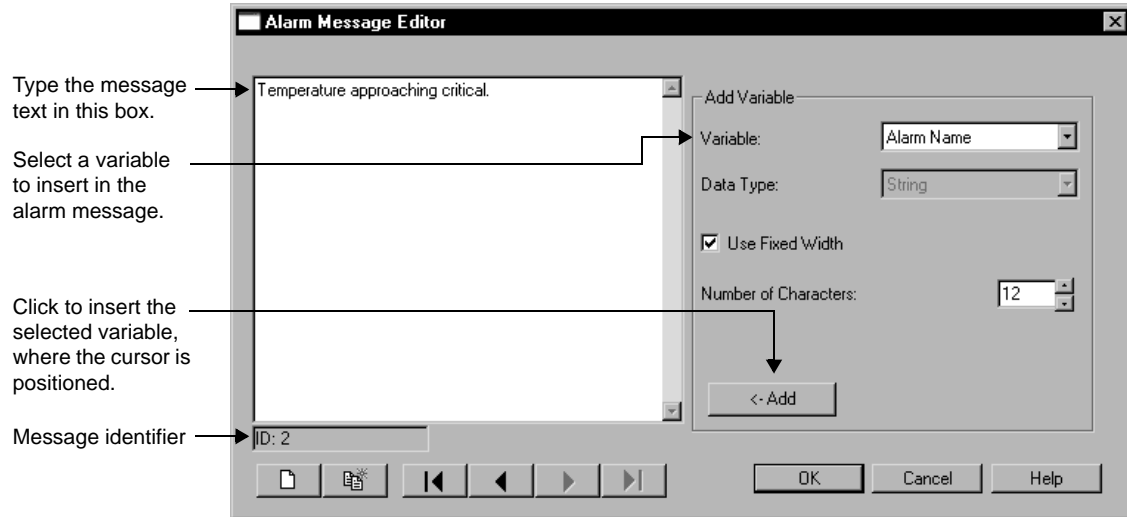 Alarm Message Editor
Type the message
text in this box.
Temperature approaching critical.
Add Variable
Select a variable
to insert in the
alarm message.
Variable:
Alarm Name
Data Type:
String
Use Fixed Width
Number of Characters:
12
Click to insert the
selected variable,
where the cursor is
positioned.
<- Add
Message identifier
ID: 2
OK
Cancel
Help